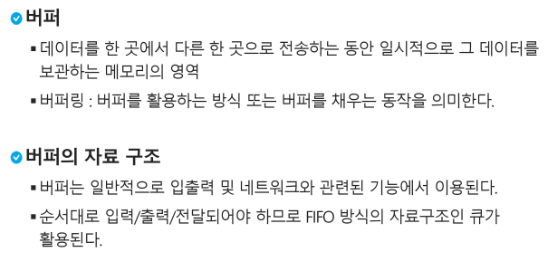 버퍼
▪ 데이터를 한 곳에서 다른 한 곳으로 전송하는 동안 일시적으로 그 데이터를
보관하는 메모리의 영역
▪ 버퍼링 : 버퍼를 활용하는 방식 또는 버퍼를 채우는 동작을 의미한다.
버퍼의 자료 구조
▪ 버퍼는 일반적으로 입출력 및 네트워크와 관련된 기능에서 이용된다.
▪ 순서대로 입력/출력/전달되어야 하므로 FIFO 방식의 자료구조인 큐가
활용된다.